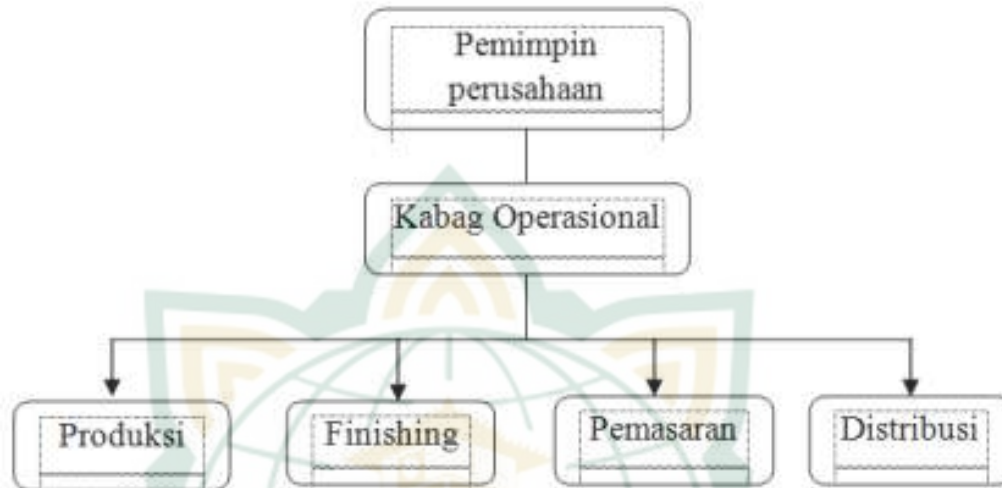 Pemimpin
perusahaan
Kabag Operasional
Produksi
Finishing
Pemasaran
Distribusi